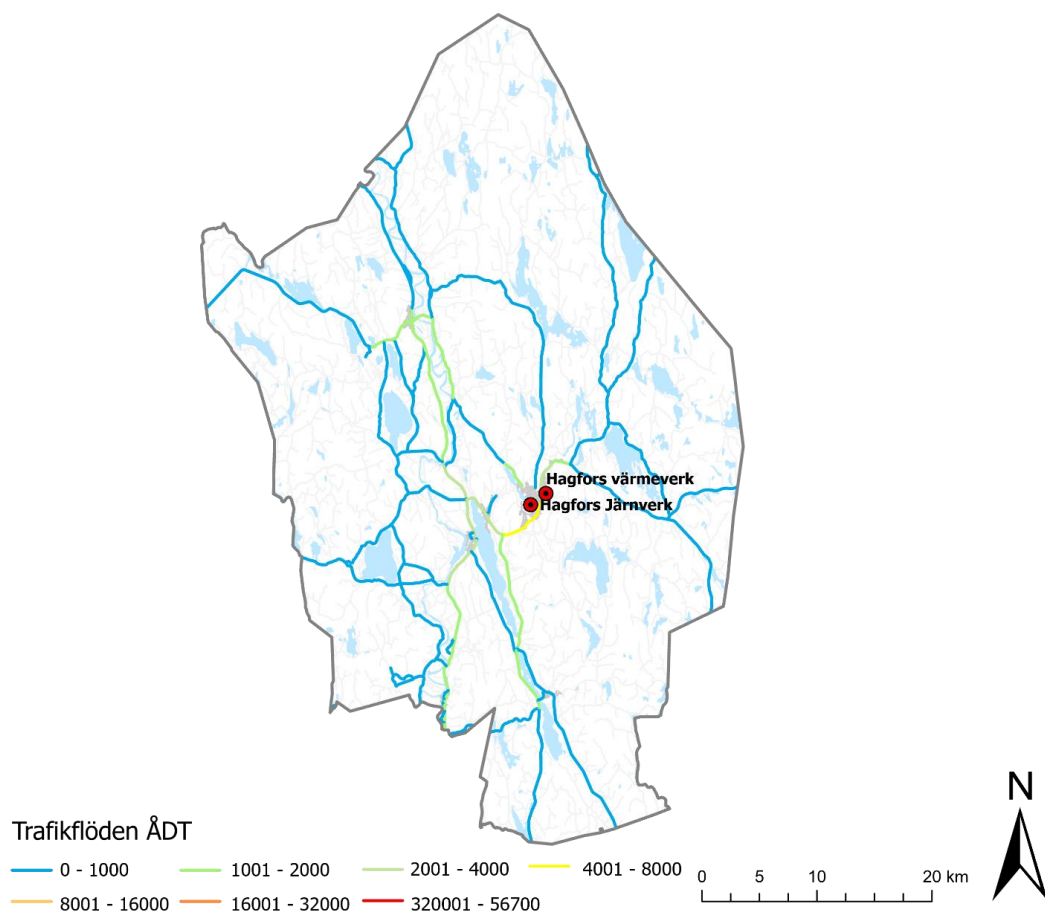 Hagfors värmeverk
Hagfors Järnverk
N
Trafikflöden ÅDT
0 - 1000
1001 - 2000
2001 - 4000
4001 - 8000
8001 - 16000
16001 - 32000
320001 - 56700
0 5 10 20 km